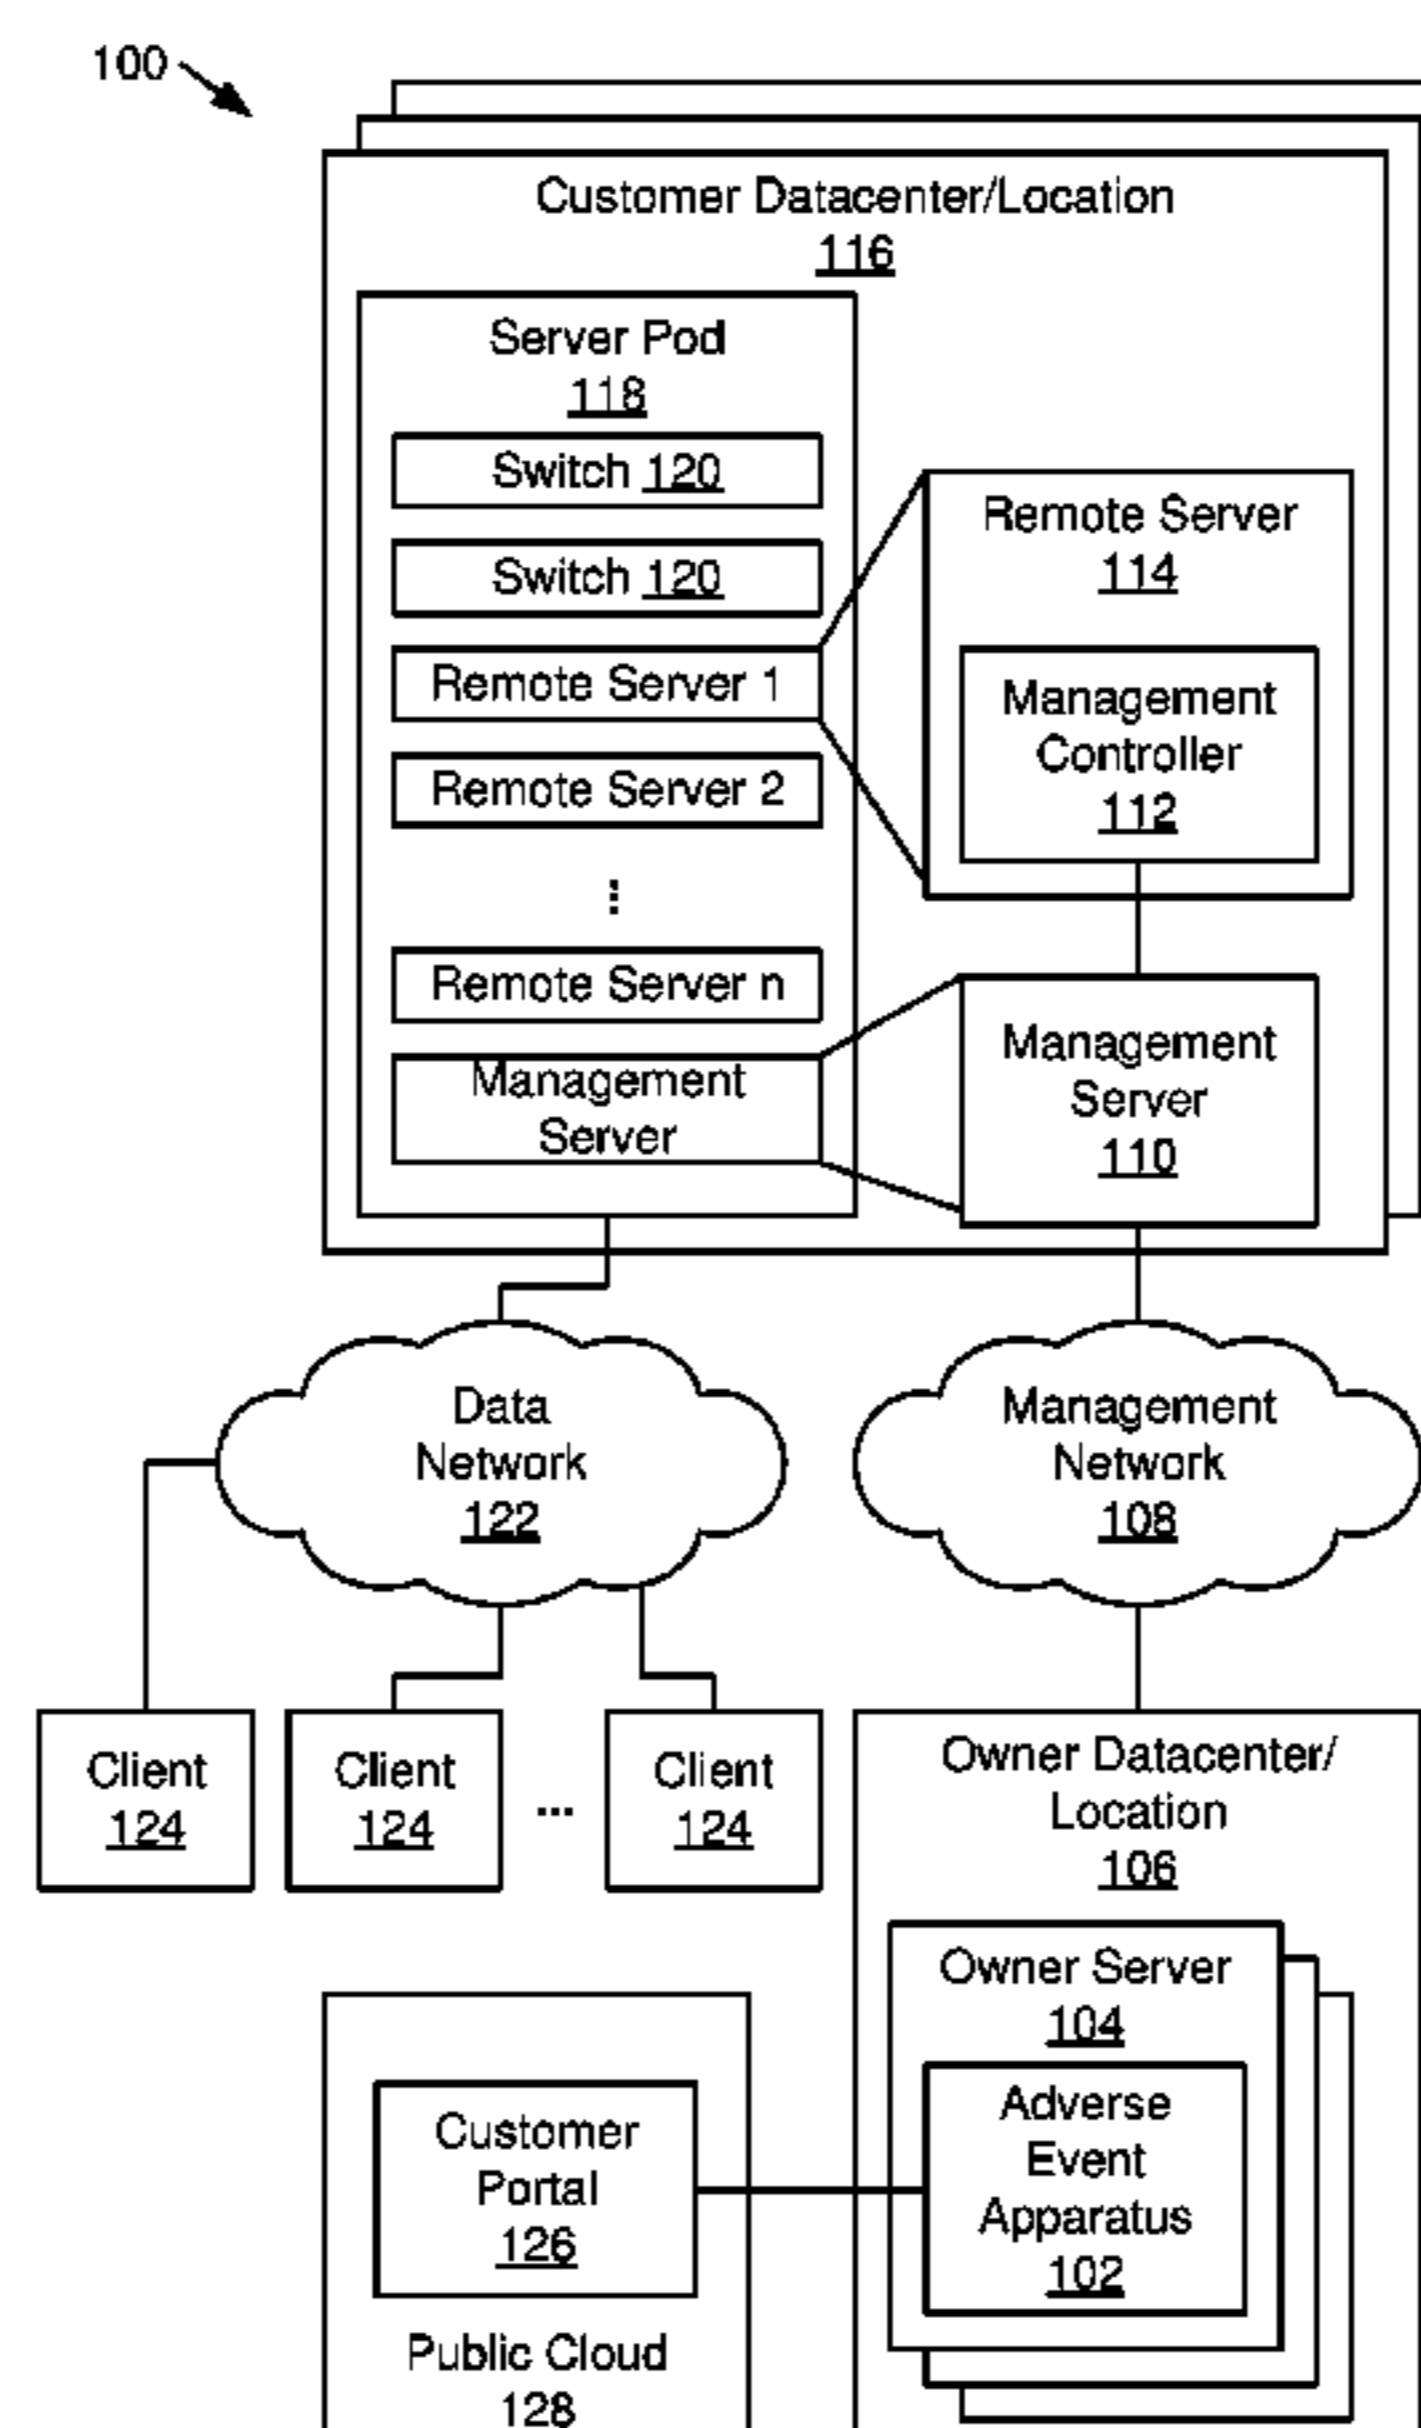 100
Customer Datacenter/Location
116
Server Pod
118
Switch 120
Switch 120
Remote Server 1
Remote Server 2
⋮
Remote Server n
Management
Server
Remote Server
114
Management
Controller
112
Management
Server
110
Data
Network
122
Management
Network
108
Client
124
Client
124
...
Client
124
Owner Datacenter/
Location
106
Owner Server
104
Adverse
Event
Apparatus
102
Customer
Portal
126
Public Cloud
128